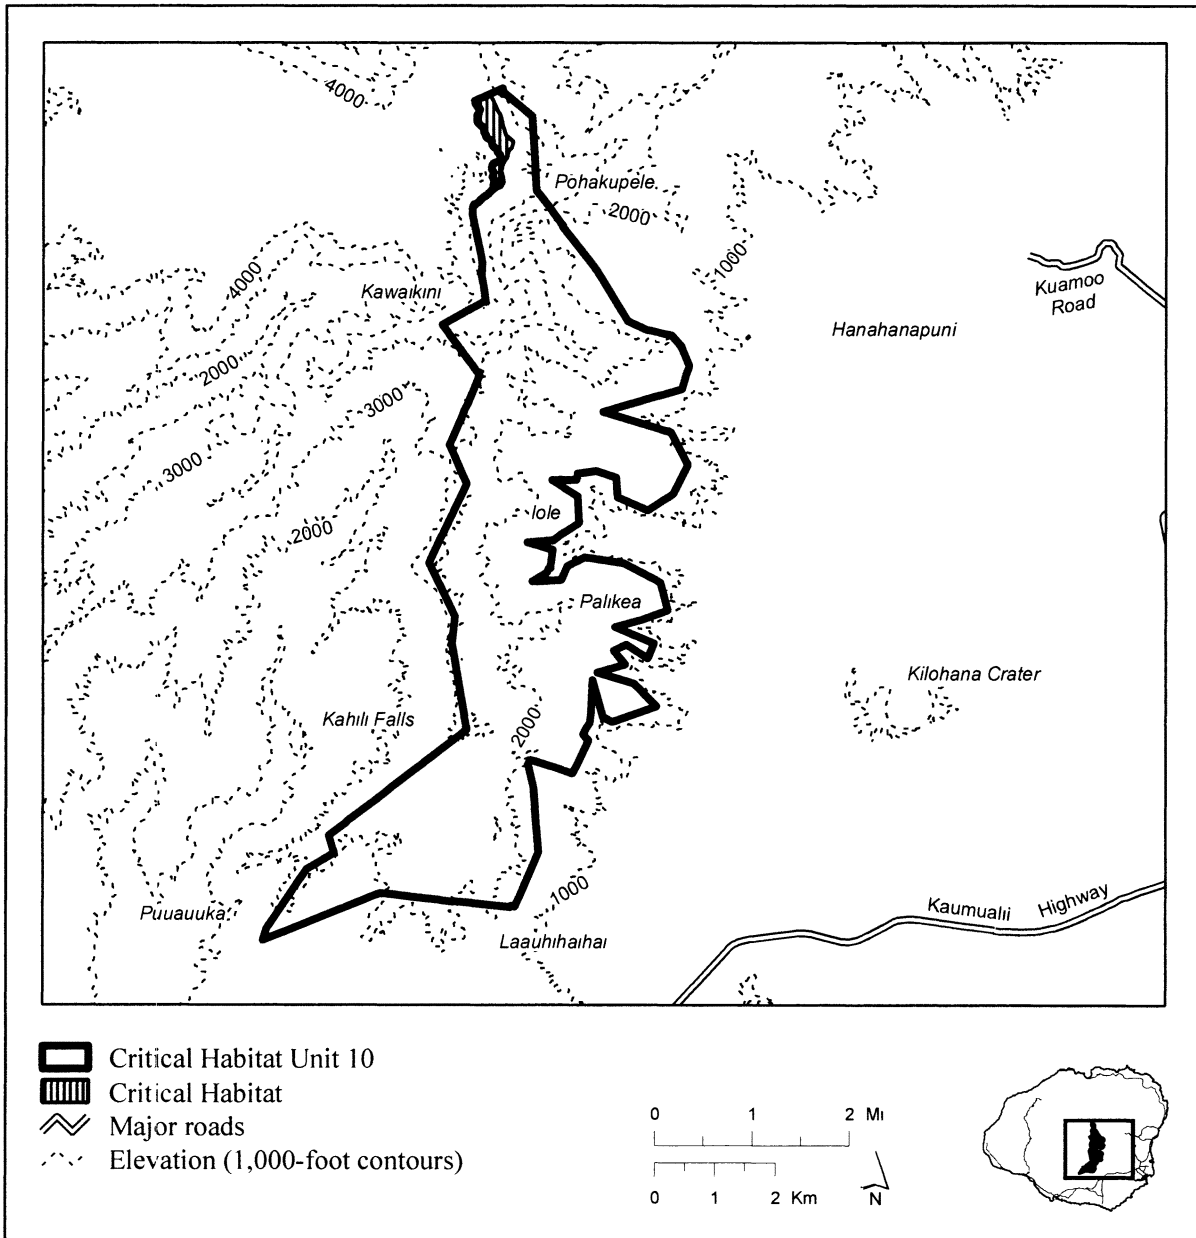 4000
Pohakupele
2000
1000
4000
Kawaikini
Kuamoo
Road
Hanahanapuni
2000
3000
3000
2000
Iole
Palikea
Kilohana Crater
Kahili Falls
2000
1000
Puuauuka
Kaumualii Highway
Laauhihaihai
Critical Habitat Unit 10
Critical Habitat
Major roads
Elevation (1,000-foot contours)
0 1 2 Mi
0 1 2 Km
N